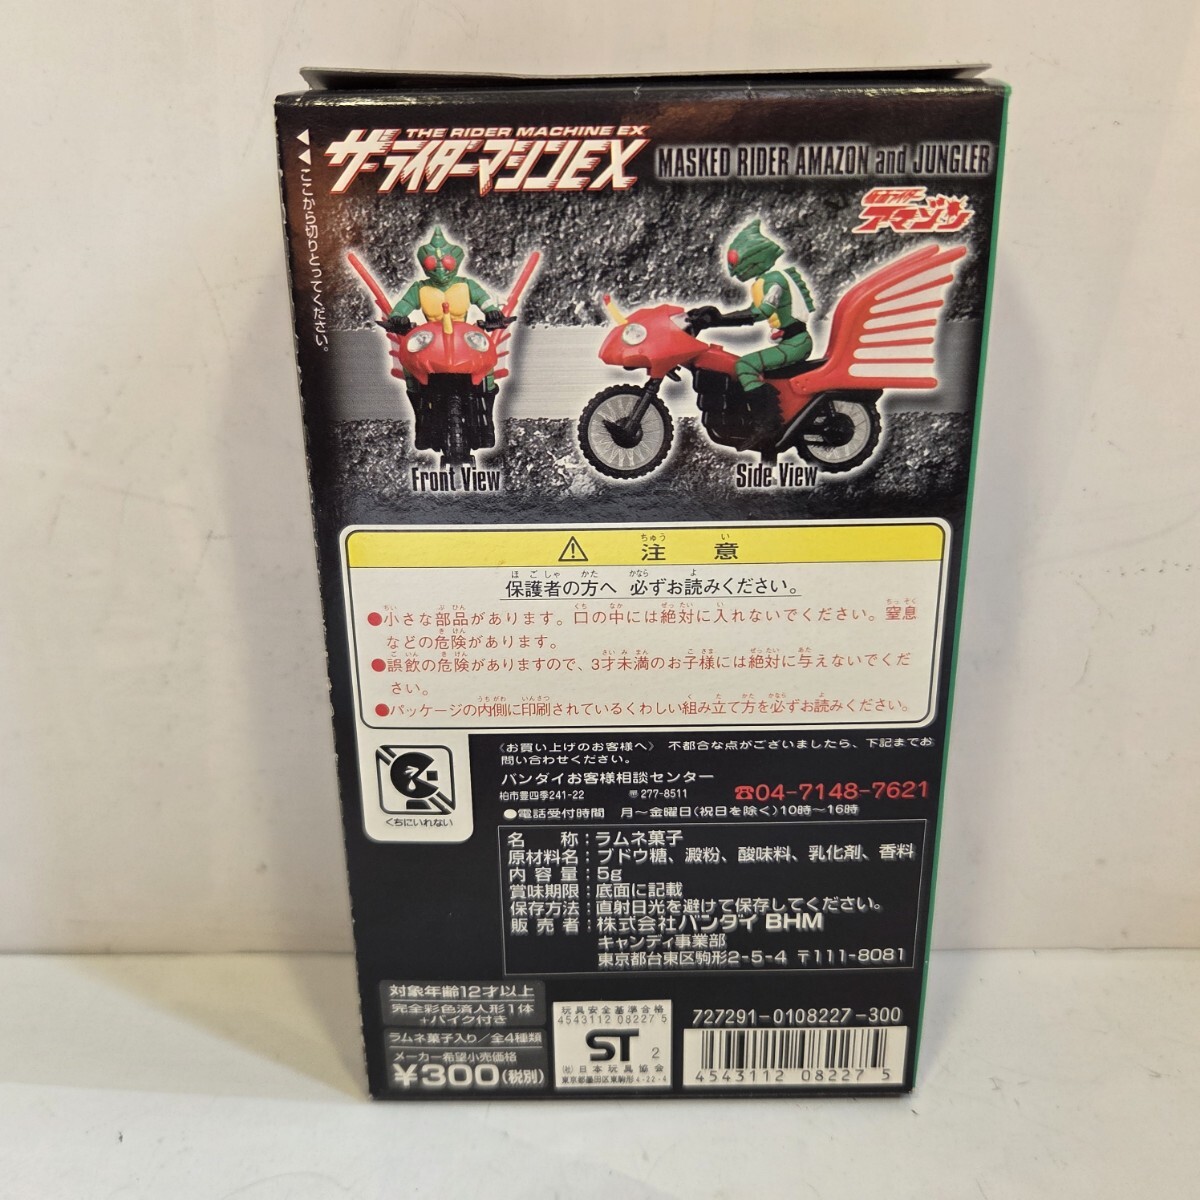 ◀◀ここから切りとってください。
THE RIDER MACHINE EX
ザ・ライダーマシンEX
MASKED RIDER AMAZON and JUNGLER
仮面ライダー
アマゾン
Front View
Side View
⚠ 注意
保護者の方へ 必ずお読みください。
●小さな部品があります。口の中には絶対に入れないでください。窒息
などの危険があります。
●誤飲の危険がありますので、3才未満のお子様には絶対に与えないでくだ
さい。
●パッケージの内側に印刷されているくわしい組み立て方を必ずお読みください。
くちにいれない
〈お買い上げのお客様へ〉 不都合な点がございましたら、下記までお
問い合わせください。
バンダイお客様相談センター
柏市豊四季241-22 〒277-8511 ☎04-7148-7621
●電話受付時間 月〜金曜日(祝日を除く)10時〜16時
名称:ラムネ菓子
原材料名:ブドウ糖、澱粉、酸味料、乳化剤、香料
内容量:5g
賞味期限:底面に記載
保存方法:直射日光を避けて保存してください。
販売者:株式会社バンダイ BHM
キャンディ事業部
東京都台東区駒形2-5-4 〒111-8081
対象年齢12才以上
完全彩色済人形1体
+バイク付き
ラムネ菓子入り/全4種類
メーカー希望小売価格
¥300(税別)
玩具安全基準合格
4543112 08227 5
ST 2
(社)日本玩具協会
東京都墨田区東駒形4-22-4
727291-0108227-300
4543112 08227 5